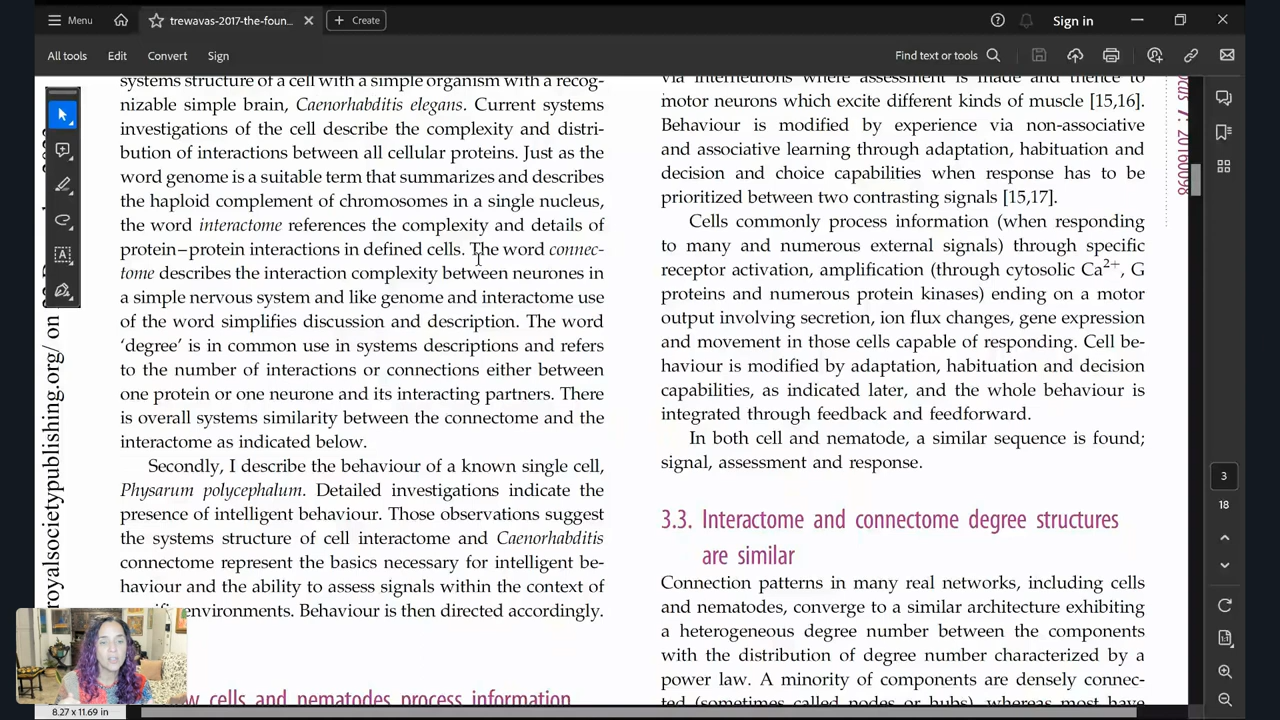 Menu
trewavas-2017-the-foun...
Create
Sign in
All tools
Edit
Convert
Sign
Find text or tools
systems structure of a cell with a simple organism with a recog-
nizable simple brain, Caenorhabditis elegans. Current systems
investigations of the cell describe the complexity and distri-
bution of interactions between all cellular proteins. Just as the
word genome is a suitable term that summarizes and describes
the haploid complement of chromosomes in a single nucleus,
the word interactome references the complexity and details of
protein–protein interactions in defined cells. The word connec-
tome describes the interaction complexity between neurones in
a simple nervous system and like genome and interactome use
of the word simplifies discussion and description. The word
‘degree’ is in common use in systems descriptions and refers
to the number of interactions or connections either between
one protein or one neurone and its interacting partners. There
is overall systems similarity between the connectome and the
interactome as indicated below.
Secondly, I describe the behaviour of a known single cell,
Physarum polycephalum. Detailed investigations indicate the
presence of intelligent behaviour. Those observations suggest
the systems structure of cell interactome and Caenorhabditis
connectome represent the basics necessary for intelligent be-
haviour and the ability to assess signals within the context of
environments. Behaviour is then directed accordingly.
cells and nematodes process information
via interneurons where assessment is made and thence to
motor neurons which excite different kinds of muscle [15,16].
Behaviour is modified by experience via non-associative
and associative learning through adaptation, habituation and
decision and choice capabilities when response has to be
prioritized between two contrasting signals [15,17].
Cells commonly process information (when responding
to many and numerous external signals) through specific
receptor activation, amplification (through cytosolic Ca2+, G
proteins and numerous protein kinases) ending on a motor
output involving secretion, ion flux changes, gene expression
and movement in those cells capable of responding. Cell be-
haviour is modified by adaptation, habituation and decision
capabilities, as indicated later, and the whole behaviour is
integrated through feedback and feedforward.
In both cell and nematode, a similar sequence is found;
signal, assessment and response.
3.3. Interactome and connectome degree structures
are similar
Connection patterns in many real networks, including cells
and nematodes, converge to a similar architecture exhibiting
a heterogeneous degree number between the components
with the distribution of degree number characterized by a
power law. A minority of components are densely connec-
ted (sometimes called nodes or hubs), whereas most have
royalsocietypublishing.org/ on
ocus 7: 20160098
3
18
8.27 x 11.69 in